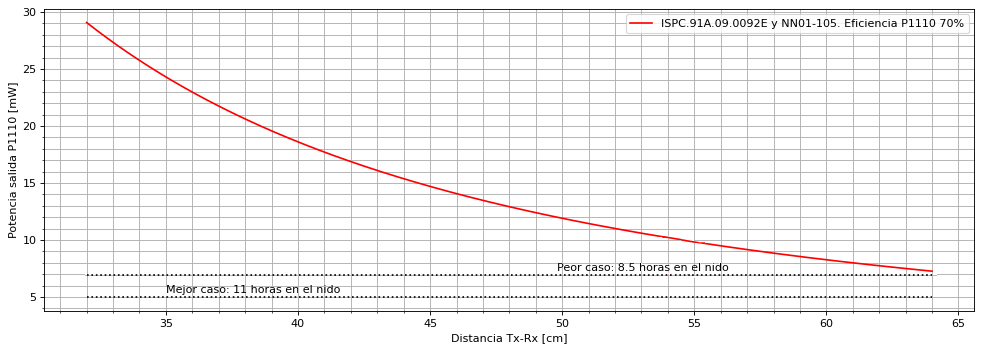 ISPC.91A.09.0092E y NN01-105. Eficiencia P1110 70%
Potencia salida P1110 [mW]
30
25
20
15
10
5
Peor caso: 8.5 horas en el nido
Mejor caso: 11 horas en el nido
35 40 45 50 55 60 65
Distancia Tx-Rx [cm]